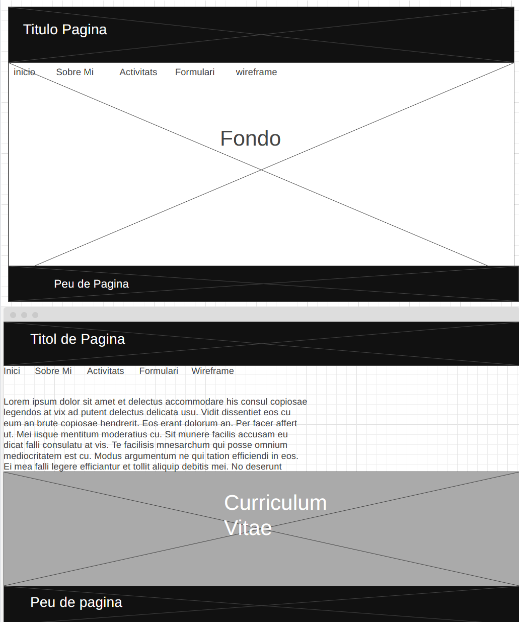 Titulo Pagina
inicio Sobre Mi Activitats Formulari wireframe
Fondo
Peu de Pagina
Titol de Pagina
Inici Sobre Mi Activitats Formulari Wireframe
Lorem ipsum dolor sit amet et delectus accommodare his consul copiosae
legendos at vix ad putent delectus delicata usu. Vidit dissentiet eos cu
eum an brute copiosae hendrerit. Eos erant dolorum an. Per facer affert
ut. Mei iisque mentitum moderatius cu. Sit munere facilis accusam eu
dicat falli consulatu at vis. Te facilisis mnesarchum qui posse omnium
mediocritatem est cu. Modus argumentum ne qui tation efficiendi in eos.
Ei mea falli legere efficiantur et tollit aliquip debitis mei. No deserunt
Curriculum
Vitae
Peu de pagina